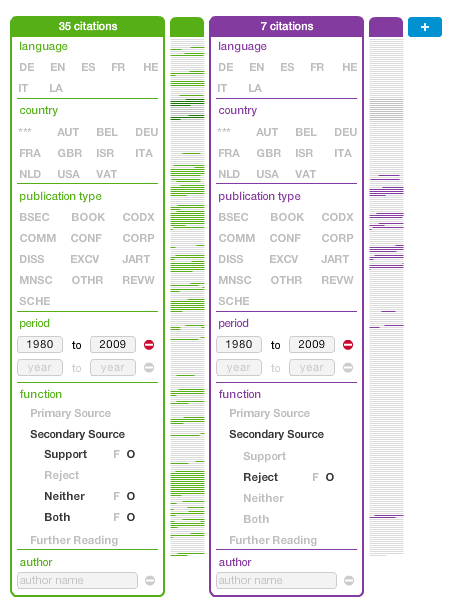 35 citations
language
DE EN ES FR HE
IT LA
country
*** AUT BEL DEU
FRA GBR ISR ITA
NLD USA VAT
publication type
BSEC BOOK CODX
COMM CONF CORP
DISS EXCV JART
MNSC OTHR REVW
SCHE
period
1980 to 2009
year to year
function
Primary Source
Secondary Source
Support F O
Reject
Neither F O
Both F O
Further Reading
author
author name
7 citations
language
DE EN ES FR HE
IT LA
country
*** AUT BEL DEU
FRA GBR ISR ITA
NLD USA VAT
publication type
BSEC BOOK CODX
COMM CONF CORP
DISS EXCV JART
MNSC OTHR REVW
SCHE
period
1980 to 2009
year to year
function
Primary Source
Secondary Source
Support
Reject F O
Neither
Both
Further Reading
author
author name
+